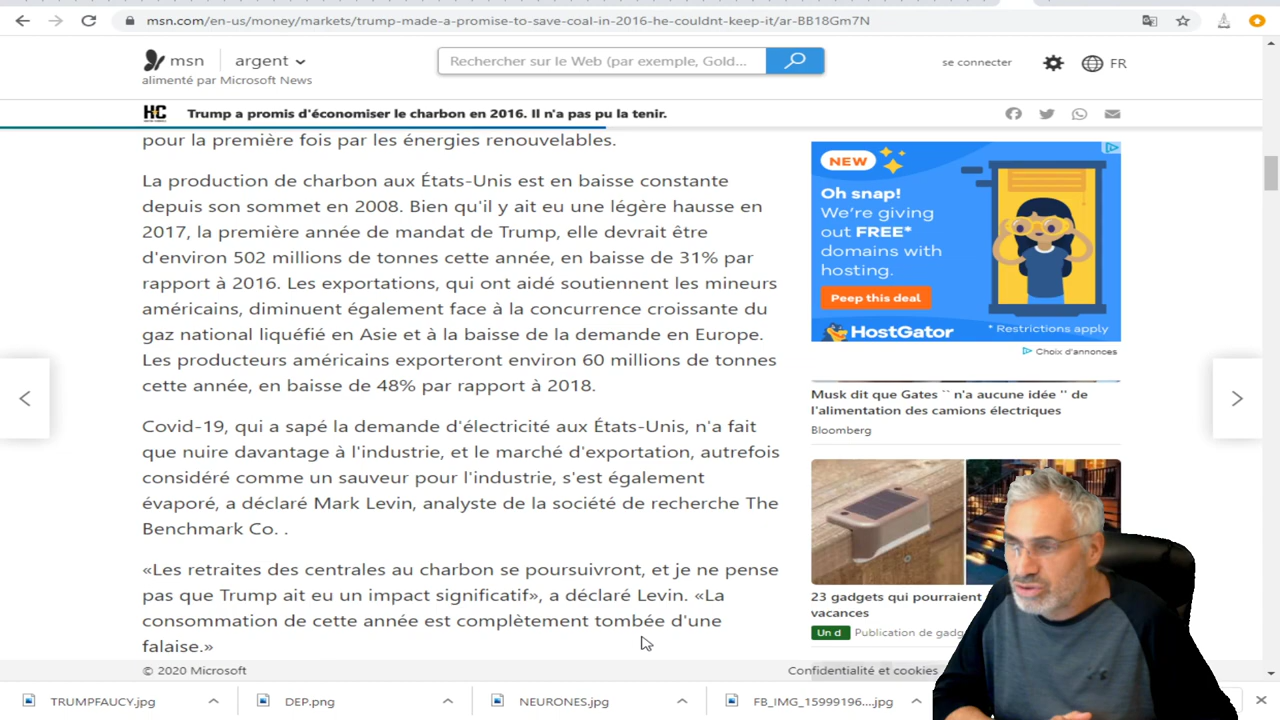 msn.com/en-us/money/markets/trump-made-a-promise-to-save-coal-in-2016-he-couldnt-keep-it/ar-BB18Gm7N
msn
argent
alimenté par Microsoft News
Rechercher sur le Web (par exemple, Gold...
se connecter
FR
HC
Trump a promis d'économiser le charbon en 2016. Il n'a pas pu la tenir.
pour la première fois par les énergies renouvelables.
La production de charbon aux États-Unis est en baisse constante
depuis son sommet en 2008. Bien qu'il y ait eu une légère hausse en
2017, la première année de mandat de Trump, elle devrait être
d'environ 502 millions de tonnes cette année, en baisse de 31% par
rapport à 2016. Les exportations, qui ont aidé soutiennent les mineurs
américains, diminuent également face à la concurrence croissante du
gaz national liquéfié en Asie et à la baisse de la demande en Europe.
Les producteurs américains exporteront environ 60 millions de tonnes
cette année, en baisse de 48% par rapport à 2018.
Covid-19, qui a sapé la demande d'électricité aux États-Unis, n'a fait
que nuire davantage à l'industrie, et le marché d'exportation, autrefois
considéré comme un sauveur pour l'industrie, s'est également
évaporé, a déclaré Mark Levin, analyste de la société de recherche The
Benchmark Co. .
«Les retraites des centrales au charbon se poursuivront, et je ne pense
pas que Trump ait eu un impact significatif», a déclaré Levin. «La
consommation de cette année est complètement tombée d'une
falaise.»
NEW
Oh snap!
We're giving
out FREE*
domains with
hosting.
Peep this deal
HostGator
* Restrictions apply
Choix d'annonces
Musk dit que Gates `` n'a aucune idée '' de
l'alimentation des camions électriques
Bloomberg
23 gadgets qui pourraient
vacances
Un d
Publication de gadg
© 2020 Microsoft
Confidentialité et cookies
TRUMPFAUCY.jpg
DEP.png
NEURONES.jpg
FB_IMG_15999196....jpg